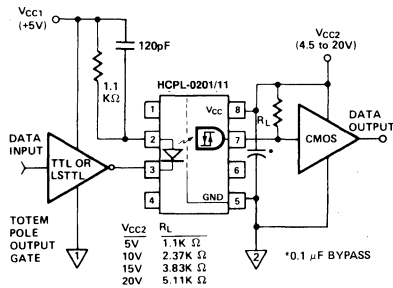 VCC1
(+5V)
120pF
1.1
KΩ
HCPL-0201/11
VCC2
(4.5 to 20V)
1
2
3
4
VCC
GND
8
7
6
5
RL
*
CMOS
DATA
OUTPUT
DATA
INPUT
TTL OR
LSTTL
TOTEM
POLE
OUTPUT
GATE
1
2
*0.1 µF BYPASS
VCC2 RL
5V 1.1K Ω
10V 2.37K Ω
15V 3.83K Ω
20V 5.11K Ω